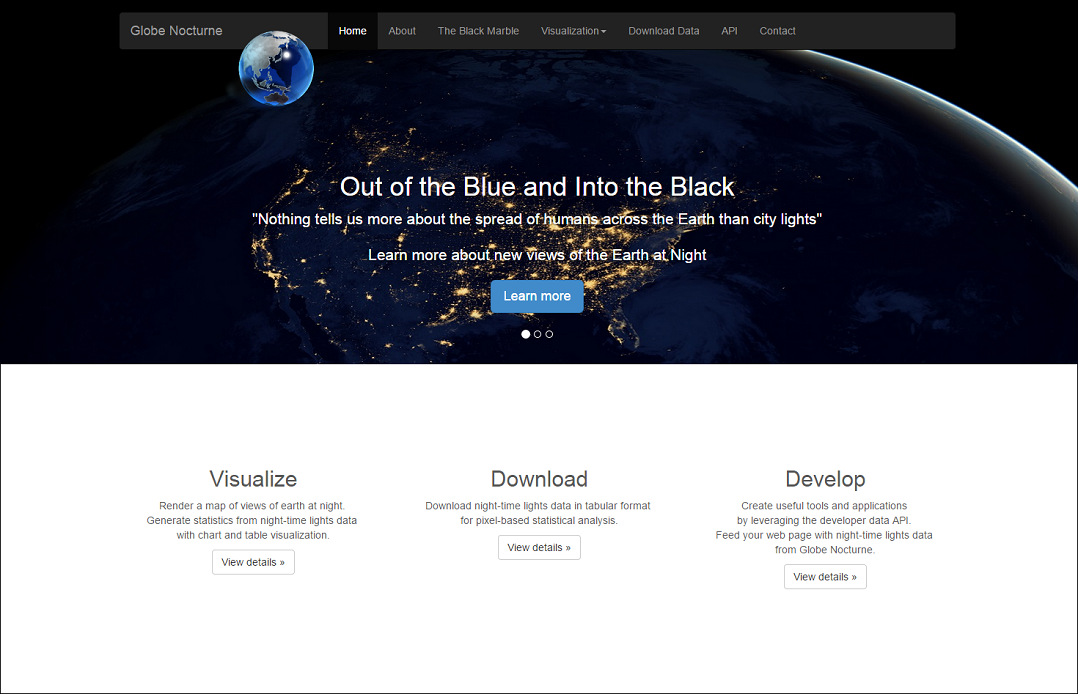 Globe Nocturne
Home About The Black Marble Visualization Download Data API Contact
Out of the Blue and Into the Black
"Nothing tells us more about the spread of humans across the Earth than city lights"
Learn more about new views of the Earth at Night
Learn more
Visualize
Render a map of views of earth at night.
Generate statistics from night-time lights data
with chart and table visualization.
View details »
Download
Download night-time lights data in tabular format
for pixel-based statistical analysis.
View details »
Develop
Create useful tools and applications
by leveraging the developer data API.
Feed your web page with night-time lights data
from Globe Nocturne.
View details »